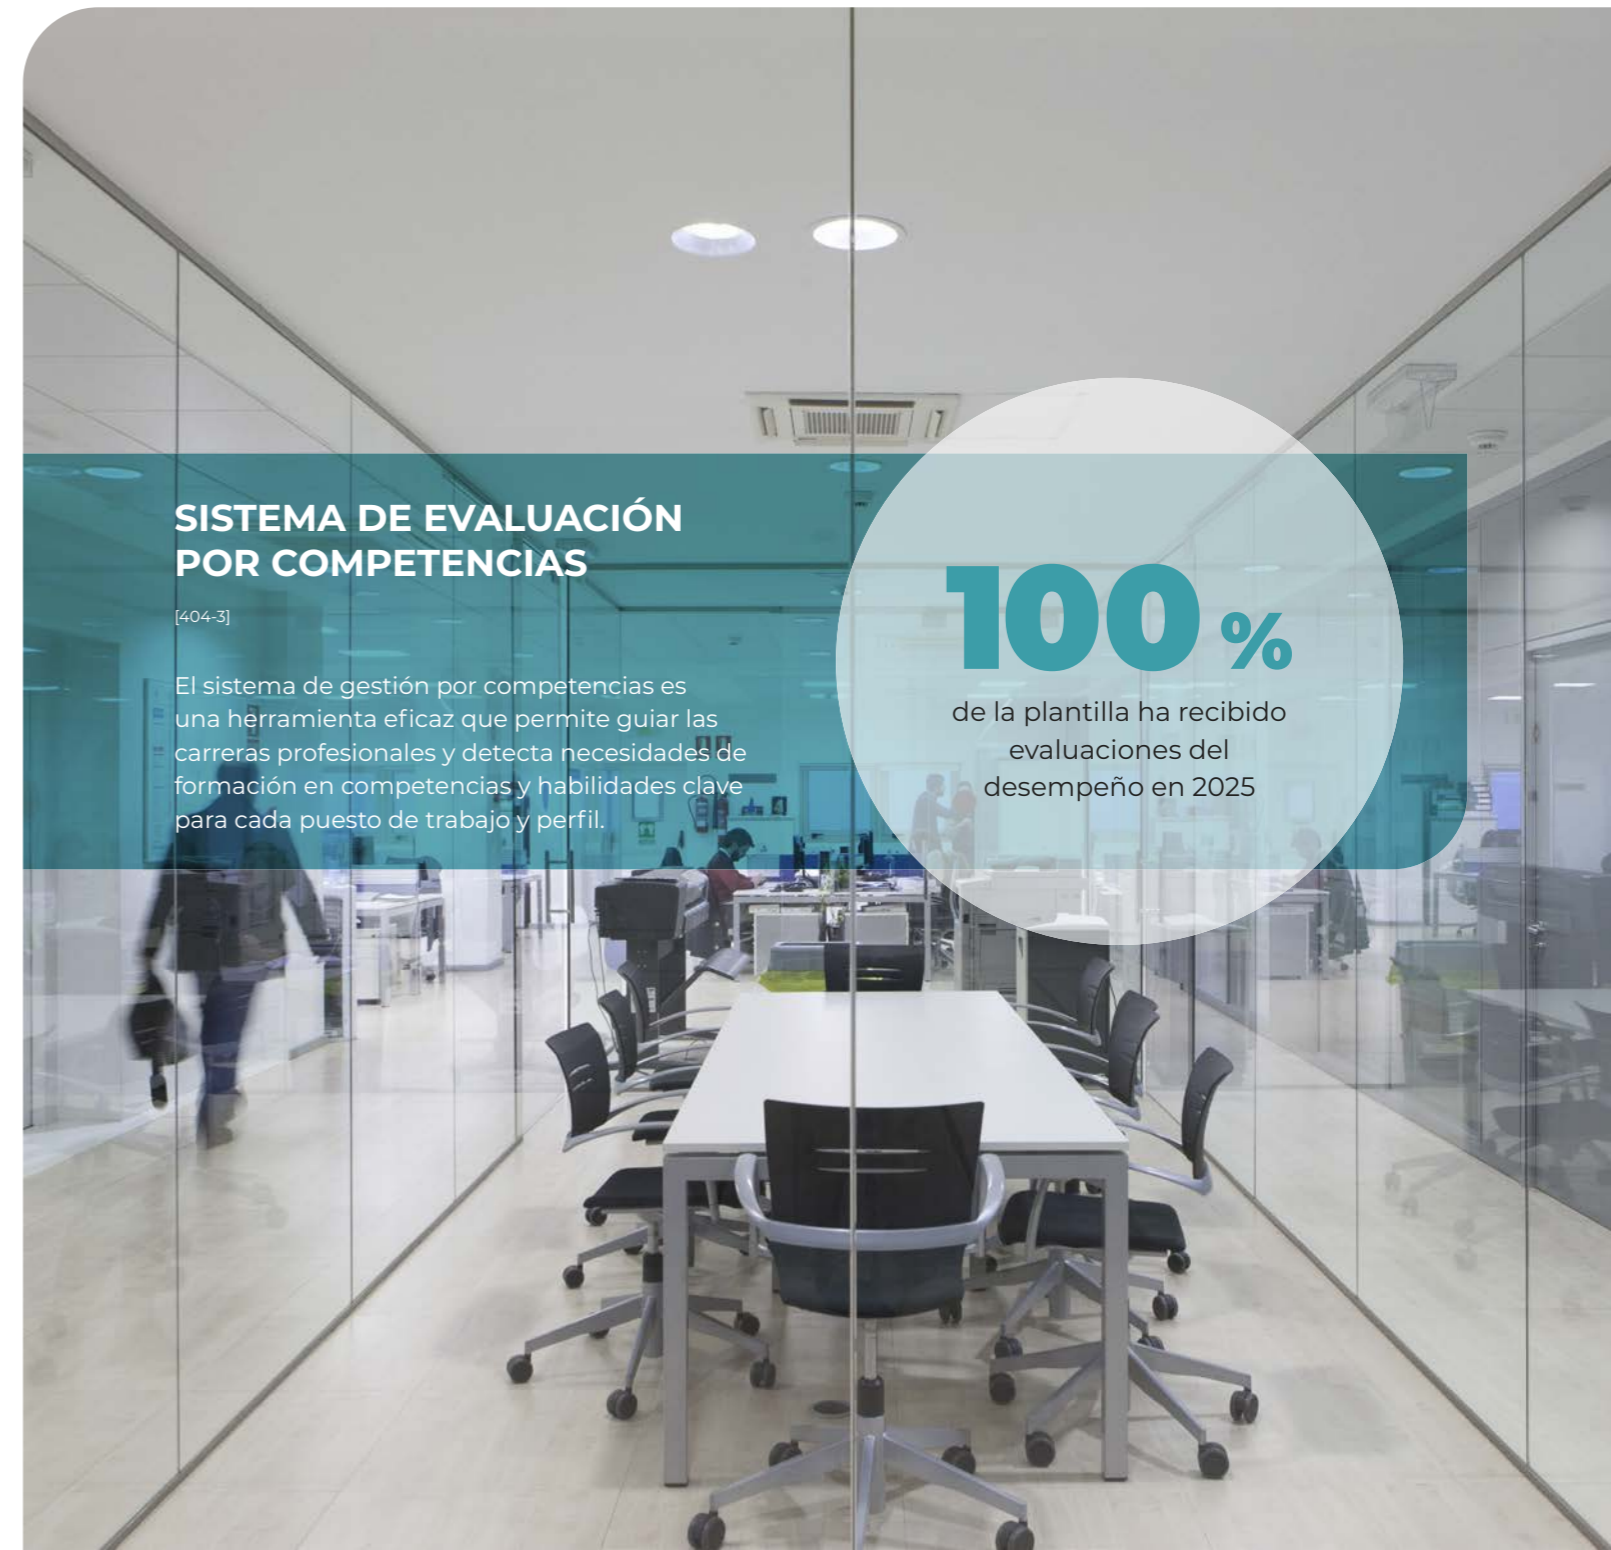 SISTEMA DE EVALUACIÓN
POR COMPETENCIAS
[404-3]
El sistema de gestión por competencias es
una herramienta eficaz que permite guiar las
carreras profesionales y detecta necesidades de
formación en competencias y habilidades clave
para cada puesto de trabajo y perfil.
100 %
de la plantilla ha recibido
evaluaciones del
desempeño en 2025